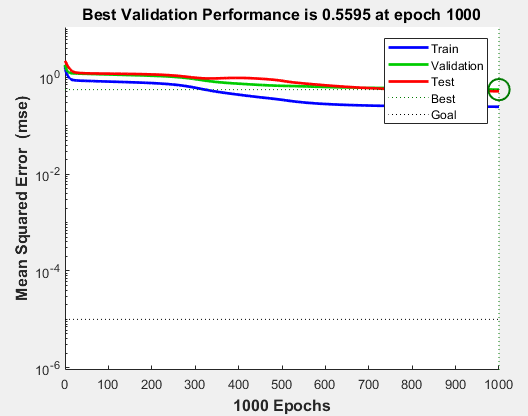 Best Validation Performance is 0.5595 at epoch 1000
Mean Squared Error (mse)
10^0
10^-2
10^-4
10^-6
Train
Validation
Test
Best
Goal
0 100 200 300 400 500 600 700 800 900 1000
1000 Epochs